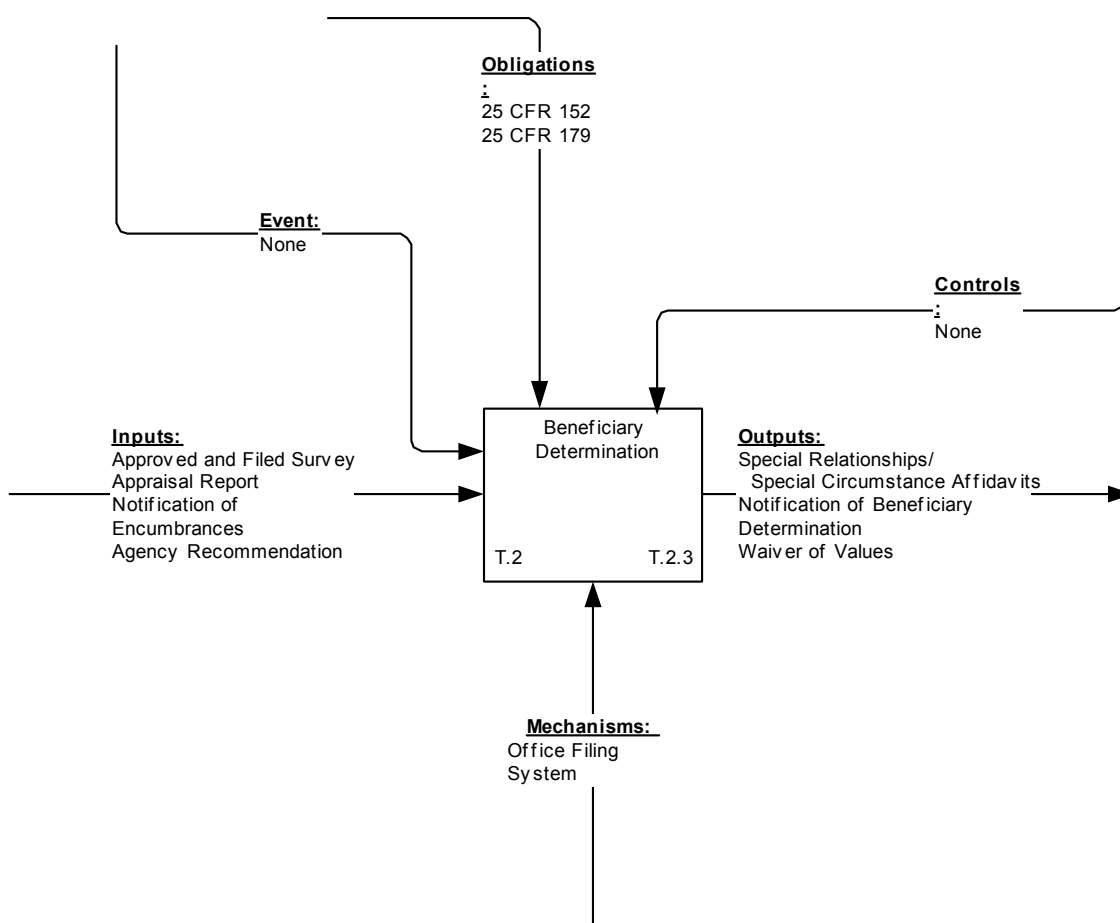 Obligations
:
25 CFR 152
25 CFR 179
Event:
None
Controls
:
None
Inputs:
Approved and Filed Survey
Appraisal Report
Notification of
Encumbrances
Agency Recommendation
Beneficiary
Determination
T.2
T.2.3
Outputs:
Special Relationships/
Special Circumstance Affidavits
Notification of Beneficiary
Determination
Waiver of Values
Mechanisms:
Office Filing
System